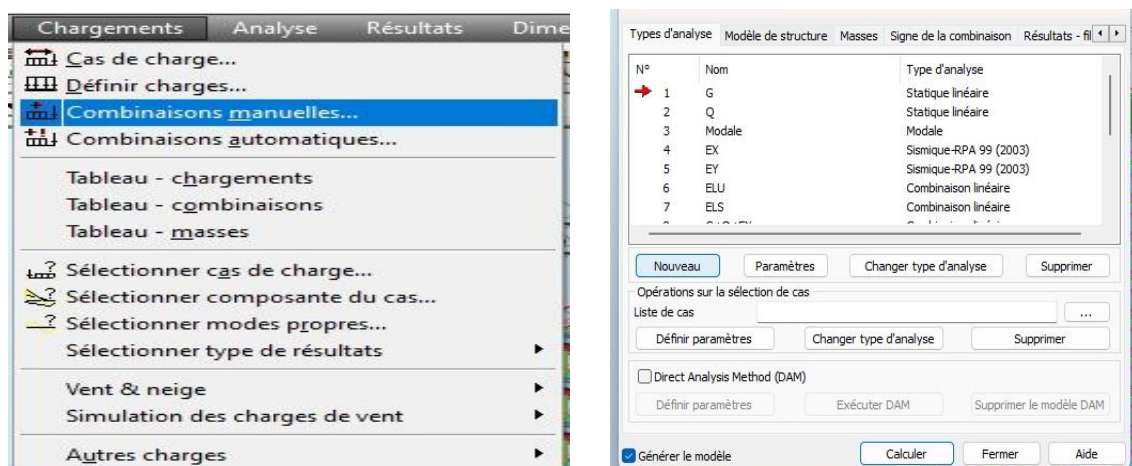 Chargements Analyse Résultats Dime
Cas de charge...
Définir charges...
Combinaisons manuelles...
Combinaisons automatiques...
Tableau - chargements
Tableau - combinaisons
Tableau - masses
Sélectionner cas de charge...
Sélectionner composante du cas...
Sélectionner modes propres...
Sélectionner type de résultats
Vent & neige
Simulation des charges de vent
Autres charges
Types d'analyse Modèle de structure Masses Signe de la combinaison Résultats - fil
N° Nom Type d'analyse
1 G Statique linéaire
2 Q Statique linéaire
3 Modale Modale
4 EX Sismique-RPA 99 (2003)
5 EY Sismique-RPA 99 (2003)
6 ELU Combinaison linéaire
7 ELS Combinaison linéaire
Nouveau Paramètres Changer type d'analyse Supprimer
Opérations sur la sélection de cas
Liste de cas ...
Définir paramètres Changer type d'analyse Supprimer
Direct Analysis Method (DAM)
Définir paramètres Exécuter DAM Supprimer le modèle DAM
Générer le modèle Calculer Fermer Aide